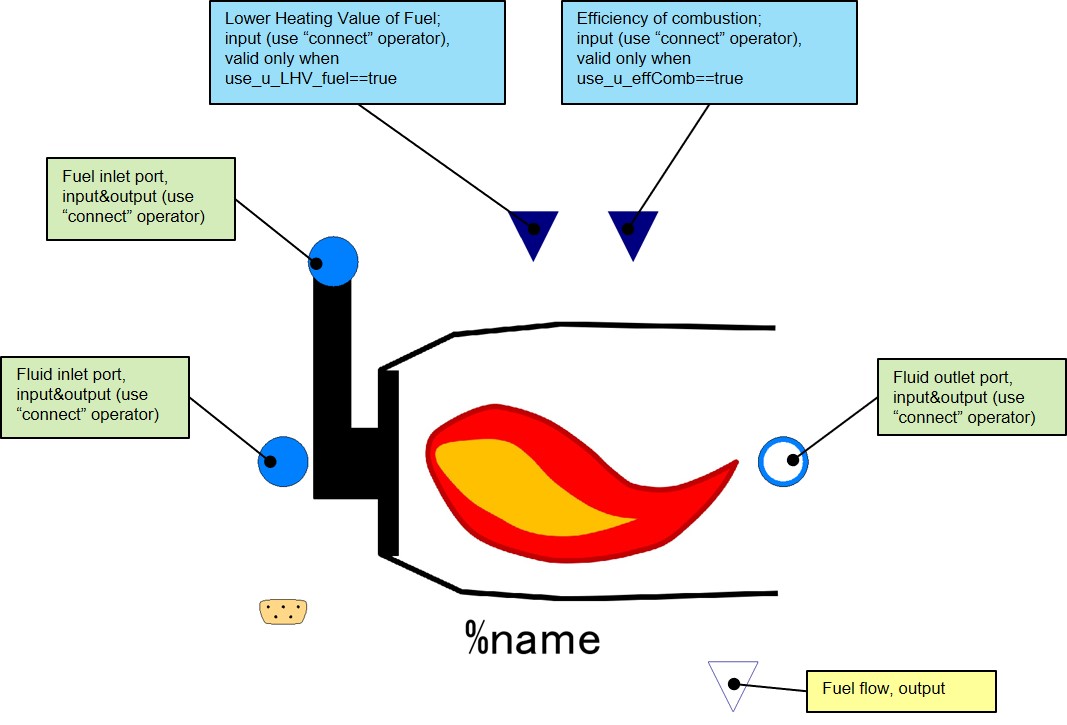 Lower Heating Value of Fuel;
input (use “connect” operator),
valid only when
use_u_LHV_fuel==true
Efficiency of combustion;
input (use “connect” operator),
valid only when
use_u_effComb==true
Fuel inlet port,
input&output (use
“connect” operator)
Fluid inlet port,
input&output (use
“connect” operator)
Fluid outlet port,
input&output (use
“connect” operator)
%name
Fuel flow, output